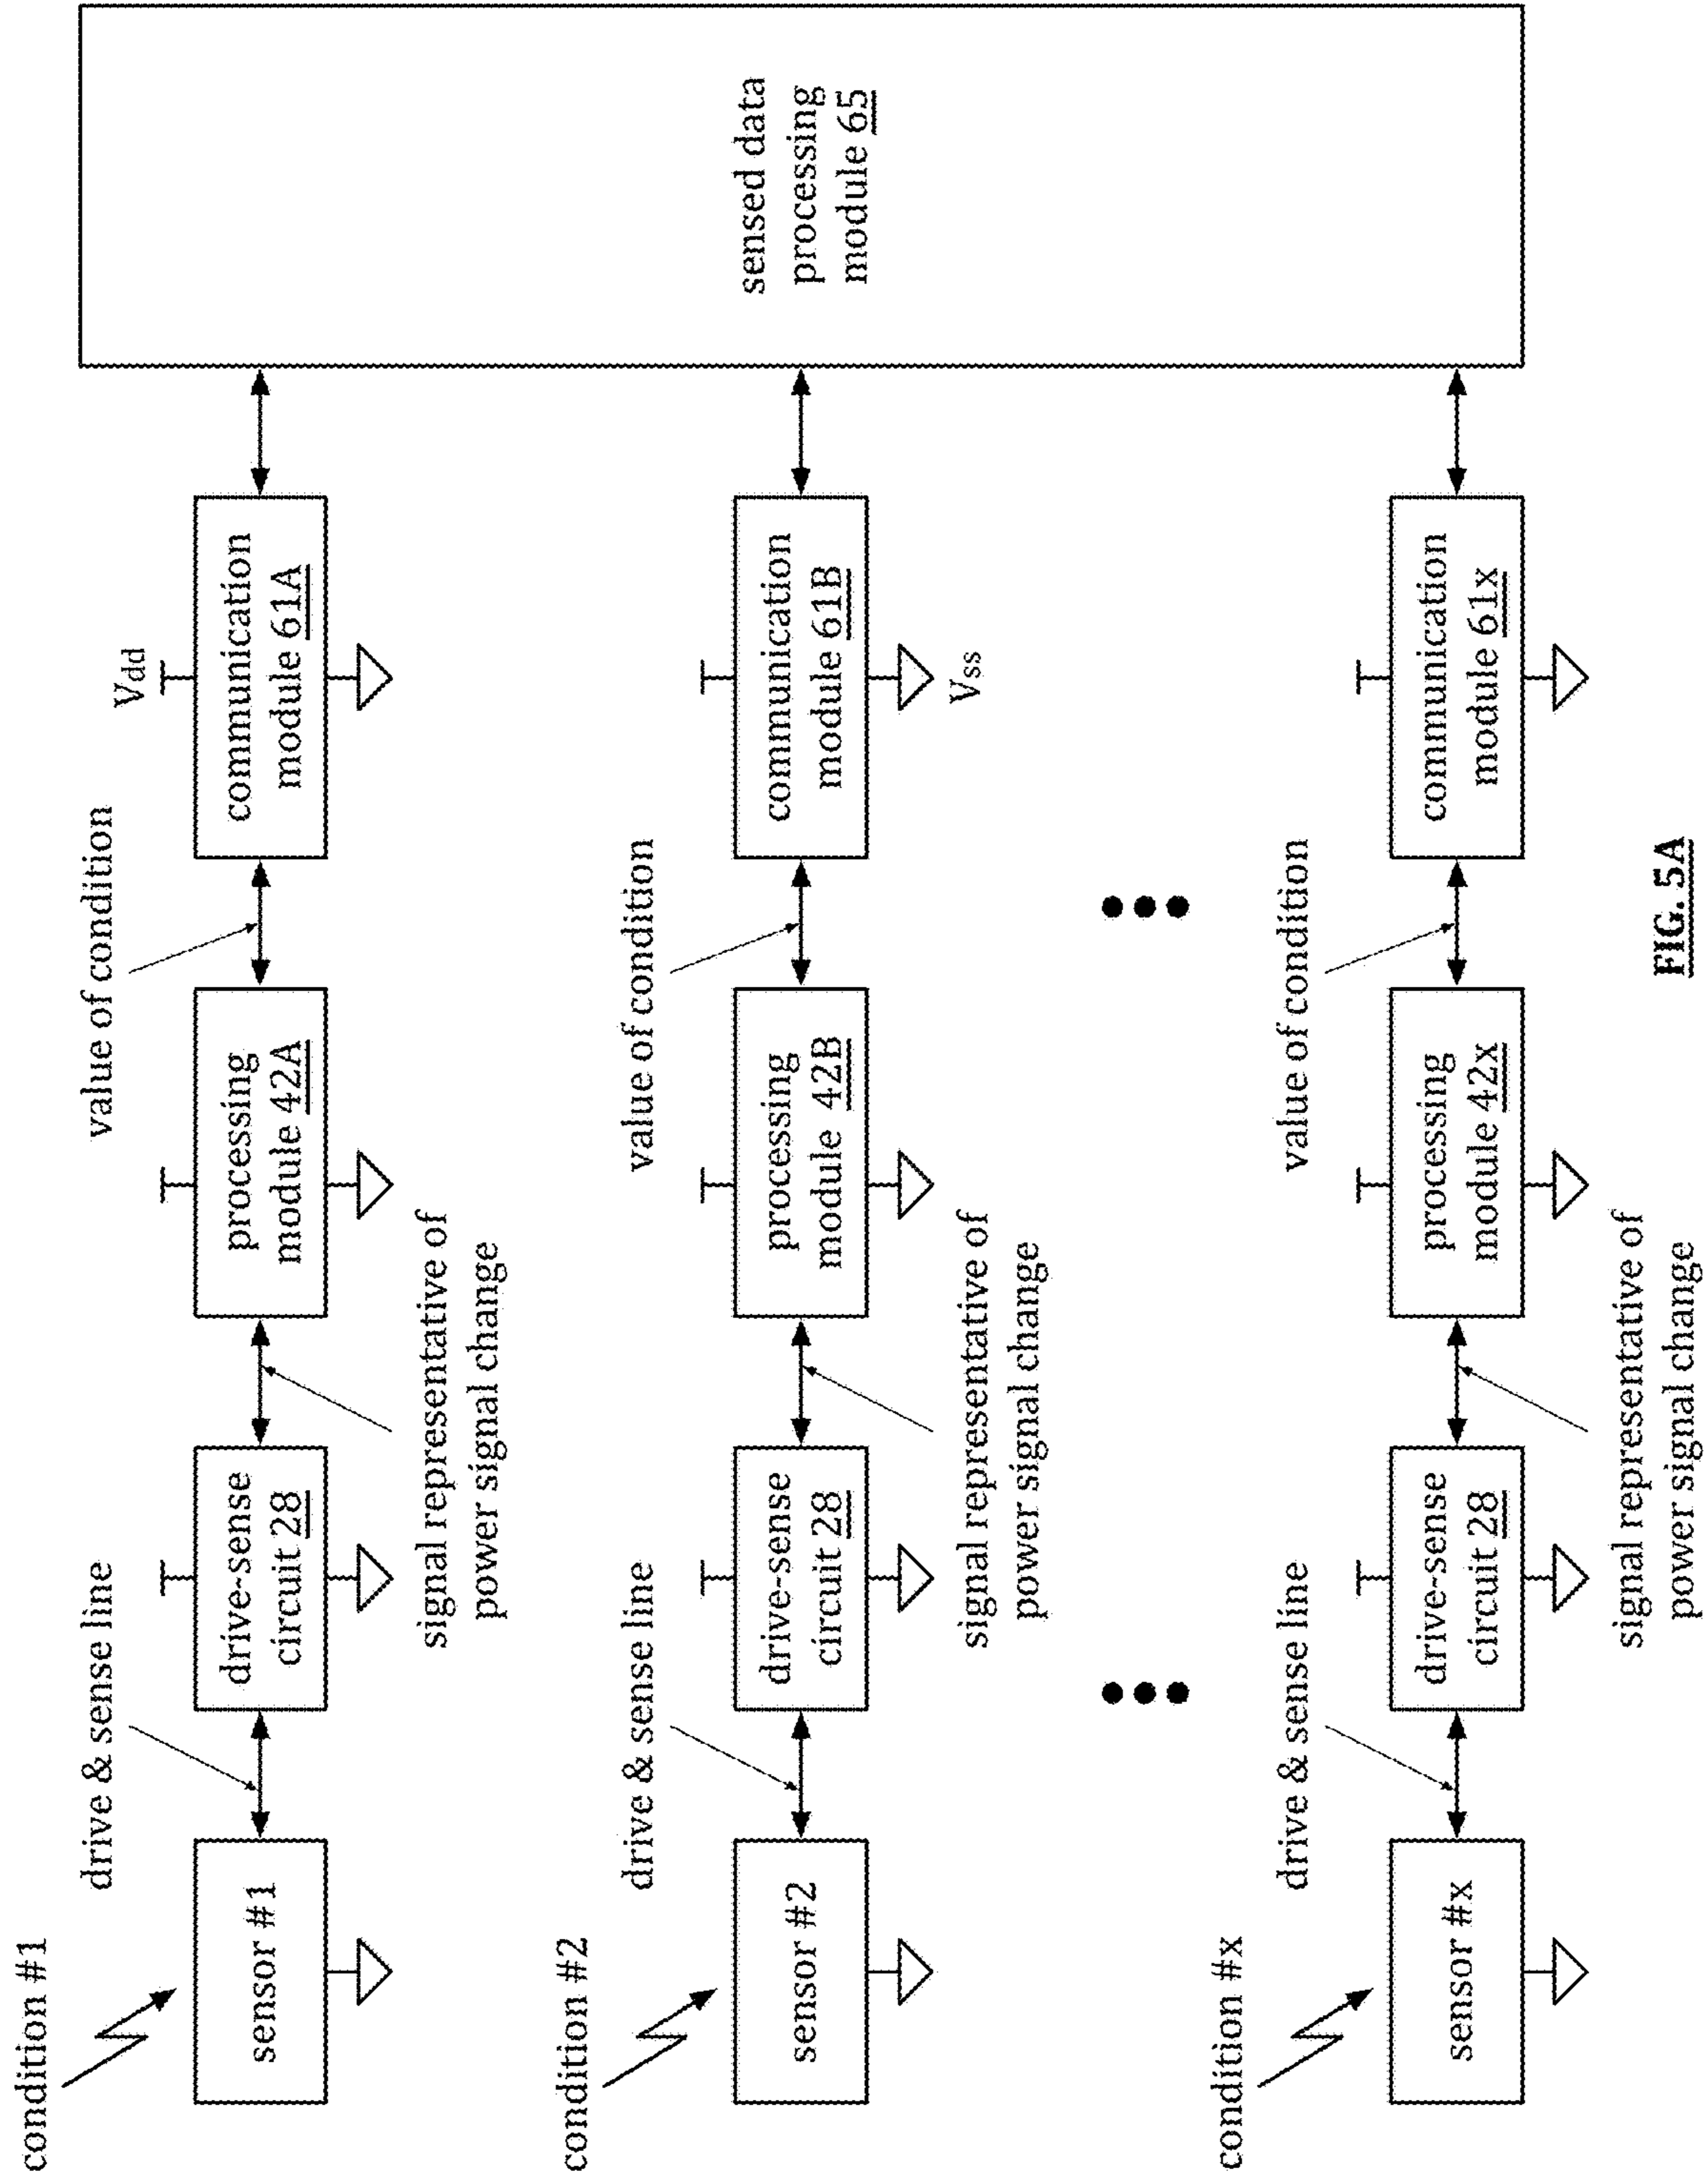 condition #1
drive & sense line
value of condition
Vdd
sensor #1
drive-sense
circuit 28
processing
module 42A
communication
module 61A
signal representative of
power signal change
sensed data
processing
module 65
condition #2
drive & sense line
value of condition
sensor #2
drive-sense
circuit 28
processing
module 42B
communication
module 61B
signal representative of
power signal change
Vss
condition #x
drive & sense line
value of condition
sensor #x
drive-sense
circuit 28
processing
module 42x
communication
module 61x
signal representative of
power signal change
FIG. 5A